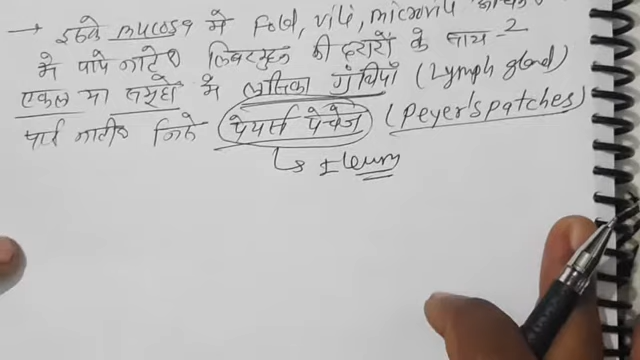 → इसके mucosa में Fold, villi, microvilli
में पाये जाते है लिबरकुहन की दरारों के साथ-2
एकल या समूहों में लसिका ग्रंथियाँ (Lymph gland)
पाई जाती है जिन्हे पेयर्स पेचेज (Peyer's patches)
↳ Ileum